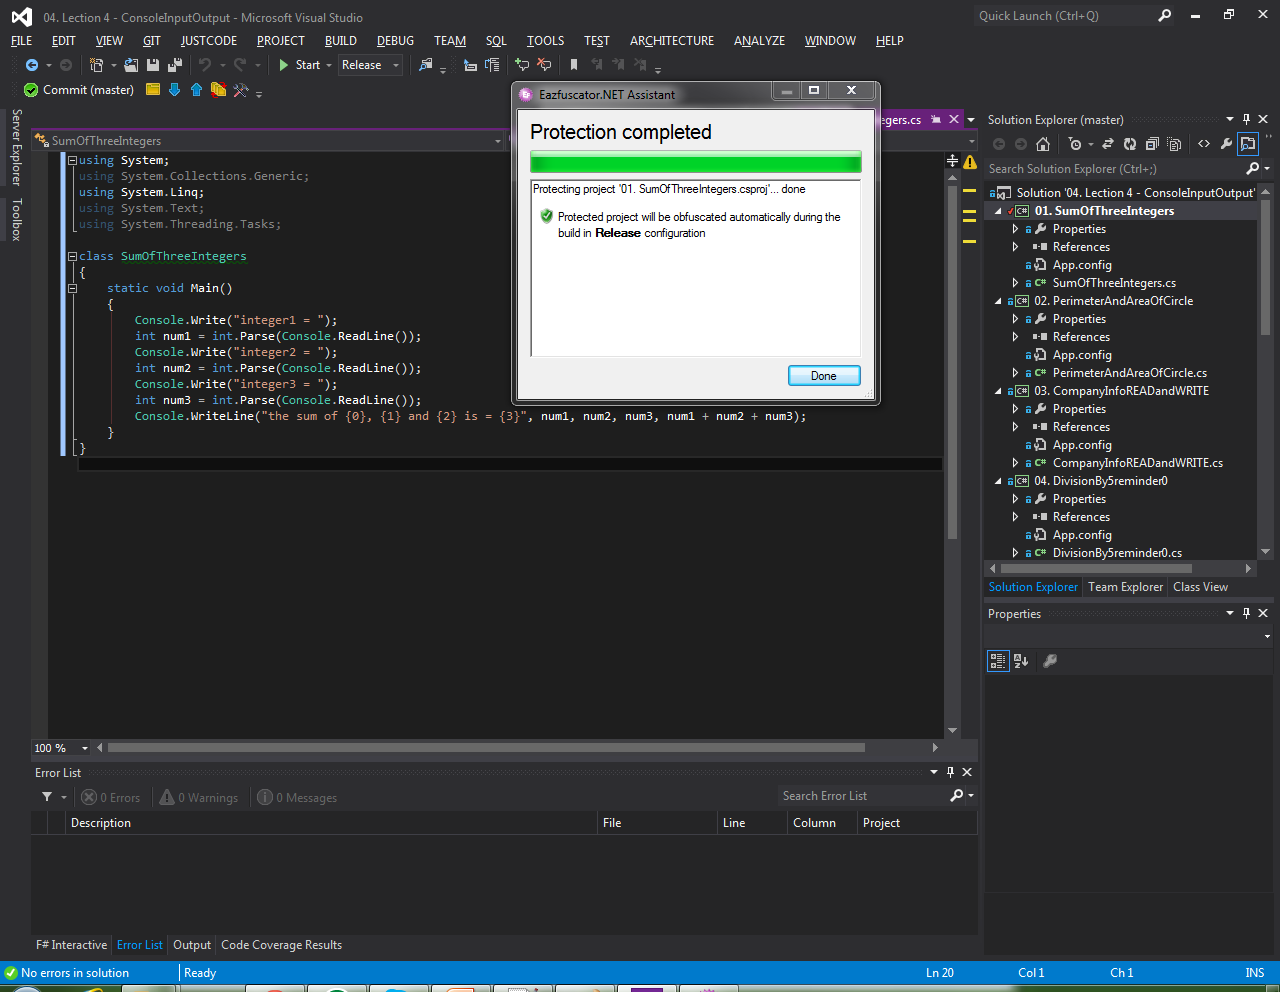 04. Lection 4 - ConsoleInputOutput - Microsoft Visual Studio
Quick Launch (Ctrl+Q)
FILE EDIT VIEW GIT JUSTCODE PROJECT BUILD DEBUG TEAM SQL TOOLS TEST ARCHITECTURE ANALYZE WINDOW HELP
Start Release
Commit (master)
Server Explorer
Toolbox
egers.cs
SumOfThreeIntegers
using System;
using System.Collections.Generic;
using System.Linq;
using System.Text;
using System.Threading.Tasks;
class SumOfThreeIntegers
{
static void Main()
{
Console.Write("integer1 = ");
int num1 = int.Parse(Console.ReadLine());
Console.Write("integer2 = ");
int num2 = int.Parse(Console.ReadLine());
Console.Write("integer3 = ");
int num3 = int.Parse(Console.ReadLine());
Console.WriteLine("the sum of {0}, {1} and {2} is = {3}", num1, num2, num3, num1 + num2 + num3);
}
}
100 %
Eazfuscator.NET Assistant
Protection completed
Protecting project '01. SumOfThreeIntegers.csproj'... done
Protected project will be obfuscated automatically during the
build in Release configuration
Done
Solution Explorer (master)
Search Solution Explorer (Ctrl+;)
Solution '04. Lection 4 - ConsoleInputOutput'
01. SumOfThreeIntegers
Properties
References
App.config
SumOfThreeIntegers.cs
02. PerimeterAndAreaOfCircle
Properties
References
App.config
PerimeterAndAreaOfCircle.cs
03. CompanyInfoREADandWRITE
Properties
References
App.config
CompanyInfoREADandWRITE.cs
04. DivisionBy5reminder0
Properties
References
App.config
DivisionBy5reminder0.cs
Solution Explorer Team Explorer Class View
Properties
Error List
0 Errors 0 Warnings 0 Messages
Search Error List
Description File Line Column Project
F# Interactive Error List Output Code Coverage Results
No errors in solution Ready Ln 20 Col 1 Ch 1 INS